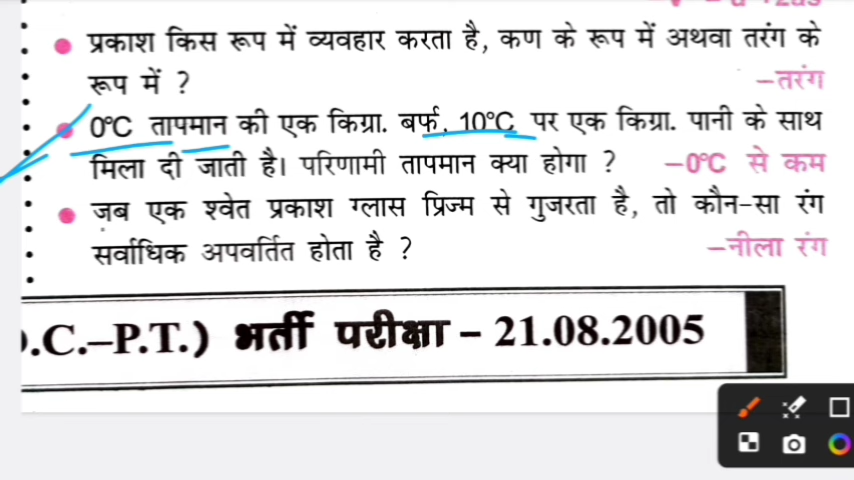 प्रकाश किस रूप में व्यवहार करता है, कण के रूप में अथवा तरंग के
रूप में ? –तरंग
0°C तापमान की एक किग्रा. बर्फ, 10°C पर एक किग्रा. पानी के साथ
मिला दी जाती है। परिणामी तापमान क्या होगा ? –0°C से कम
जब एक श्वेत प्रकाश ग्लास प्रिज्म से गुजरता है, तो कौन-सा रंग
सर्वाधिक अपवर्तित होता है ? –नीला रंग
.C.–P.T.) भर्ती परीक्षा – 21.08.2005